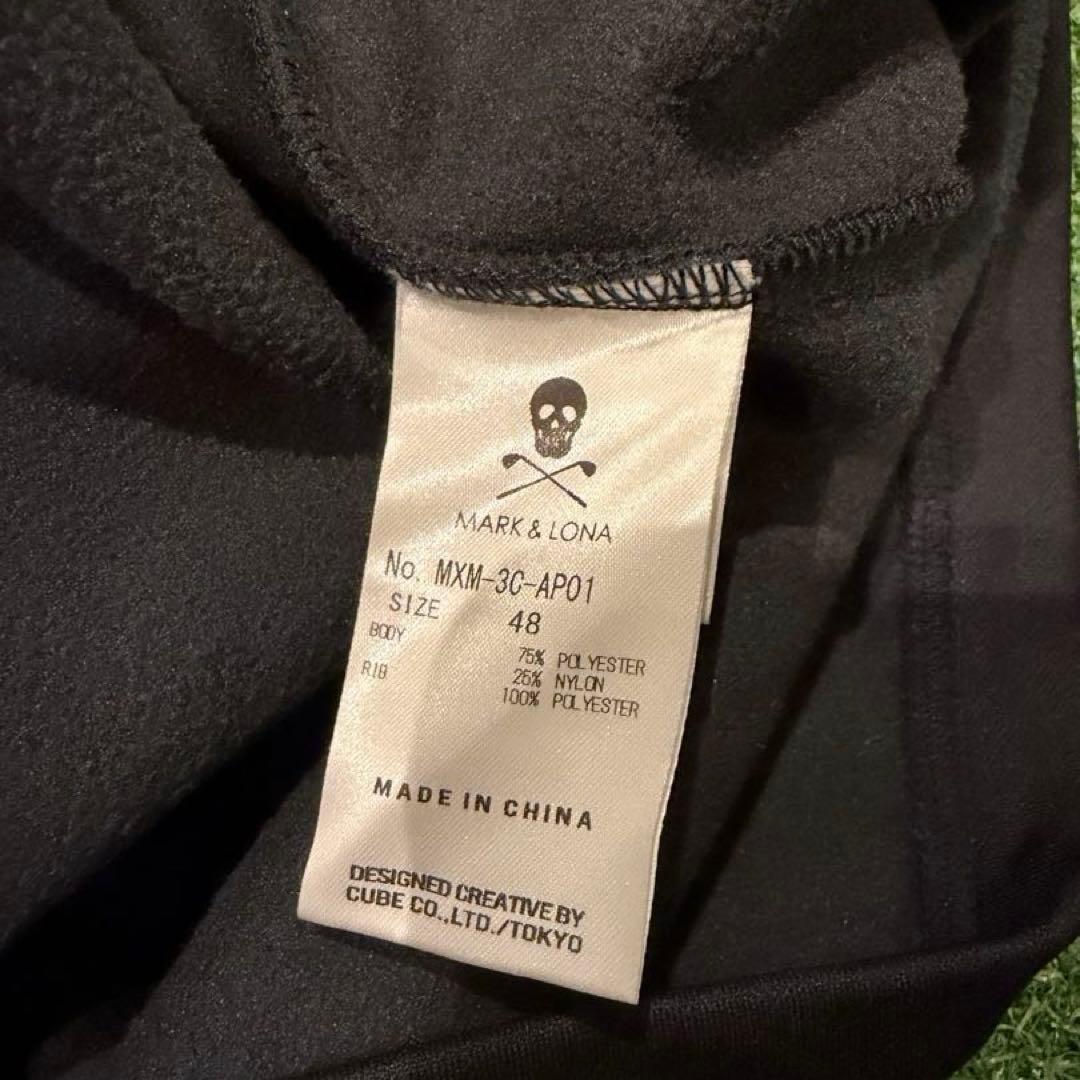 MARK & LONA
No. MXM-3C-AP01
SIZE 48
BODY 75% POLYESTER
25% NYLON
RIB 100% POLYESTER
MADE IN CHINA
DESIGNED CREATIVE BY
CUBE CO.,LTD./TOKYO